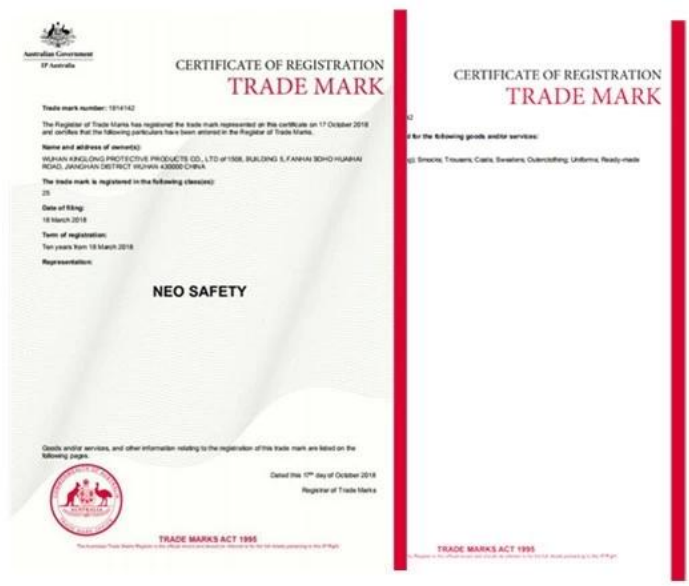 Australian Government
IP Australia
CERTIFICATE OF REGISTRATION
TRADE MARK
Trade mark number: 1914142
The Register of Trade Marks has registered the trade mark represented on this certificate on 17 October 2018
and certifies that the following particulars have been entered in the Register of Trade Marks.
Name and address of owner(s):
WUHAN KINGLONG PROTECTIVE PRODUCTS CO., LTD of 1508, BUILDING 5, FANHAI SOHO HUAIHAI
ROAD, JIANGHAN DISTRICT WUHAN 430000 CHINA
The trade mark is registered in the following class(es):
25
Date of filing:
18 March 2018
Term of registration:
Ten years from 18 March 2018
Representation:
NEO SAFETY
Goods and/or services, and other information relating to the registration of this trade mark are listed on the
following pages.
Dated this 17th day of October 2018
Registrar of Trade Marks
AUSTRALIA
TRADE MARKS ACT 1995
CERTIFICATE OF REGISTRATION
TRADE MARK
for the following goods and/or services:
Smocks; Trousers; Coats; Sweaters; Outerclothing; Uniforms; Ready-made
TRADE MARKS ACT 1995